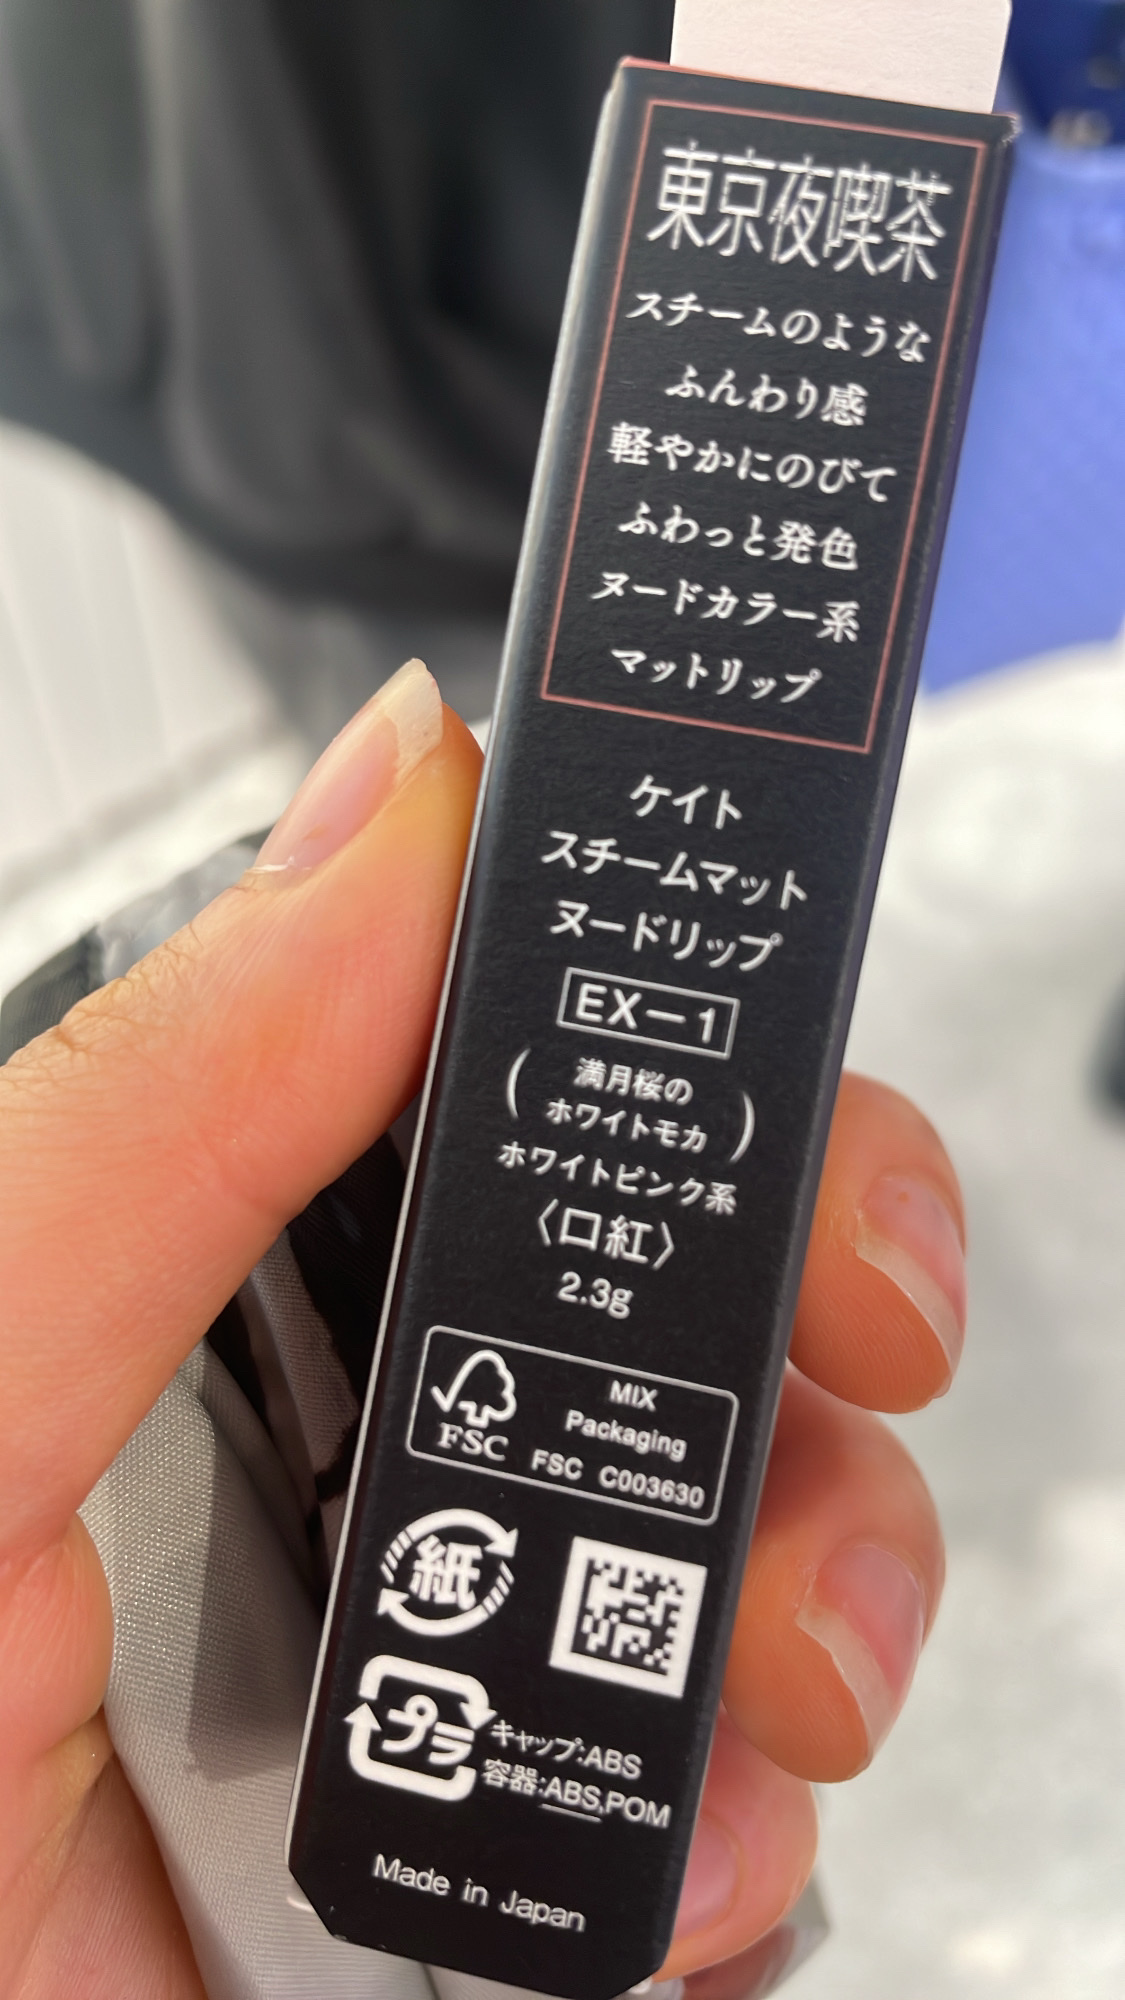 東京夜喫茶
スチームのような
ふんわり感
軽やかにのびて
ふわっと発色
ヌードカラー系
マットリップ
ケイト
スチームマット
ヌードリップ
EX－1
（満月桜の
ホワイトモカ）
ホワイトピンク系
〈口紅〉
2.3g
MIX
Packaging
FSC
FSC C003630
紙
プラ
キャップ:ABS
容器:ABS,POM
Made in Japan